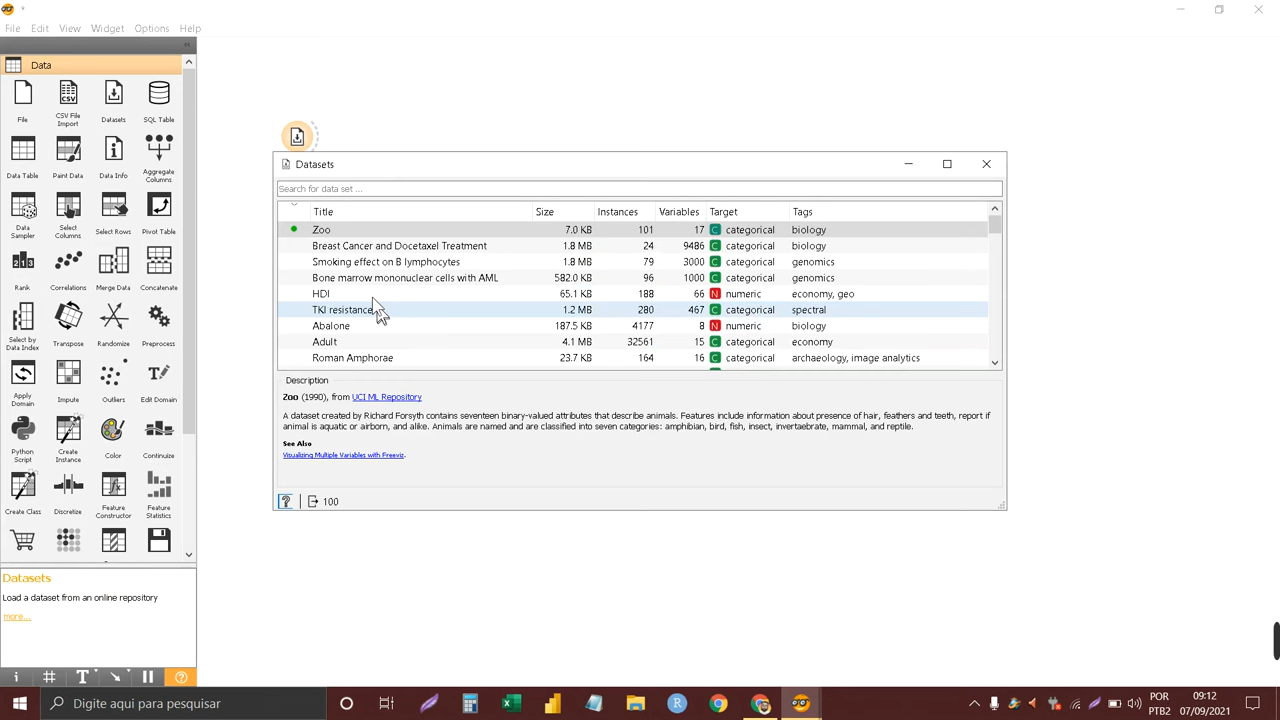 File Edit View Widget Options Help
Data
File CSV File Import Datasets SQL Table
Data Table Paint Data Data Info Aggregate Columns
Data Sampler Select Columns Select Rows Pivot Table
Rank Correlations Merge Data Concatenate
Select by Data Index Transpose Randomize Preprocess
Apply Domain Impute Outliers Edit Domain
Python Script Create Instance Color Continuize
Create Class Discretize Feature Constructor Feature Statistics
Datasets
Load a dataset from an online repository
more...
Datasets
Search for data set ...
Title Size Instances Variables Target Tags
Zoo 7.0 KB 101 17 C categorical biology
Breast Cancer and Docetaxel Treatment 1.8 MB 24 9486 C categorical biology
Smoking effect on B lymphocytes 1.8 MB 79 3000 C categorical genomics
Bone marrow mononuclear cells with AML 582.0 KB 96 1000 C categorical genomics
HDI 65.1 KB 188 66 N numeric economy, geo
TKI resistance 1.2 MB 280 467 C categorical spectral
Abalone 187.5 KB 4177 8 N numeric biology
Adult 4.1 MB 32561 15 C categorical economy
Roman Amphorae 23.7 KB 164 16 C categorical archaeology, image analytics
Description
Zoo (1990), from UCI ML Repository
A dataset created by Richard Forsyth contains seventeen binary-valued attributes that describe animals. Features include information about presence of hair, feathers and teeth, report if
animal is aquatic or airborn, and alike. Animals are named and are classified into seven categories: amphibian, bird, fish, insect, invertaebrate, mammal, and reptile.
See Also
Visualizing Multiple Variables with Freeviz.
? 100
Digite aqui para pesquisar
POR
PTB2
09:12
07/09/2021